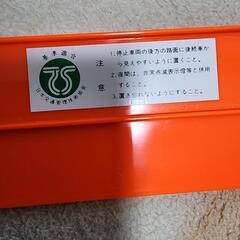 基準適合
日本交通管理技術協会
注意
1.停止車両の後方の路面に後続車か
ら見えやすいように置くこと。
2.夜間は、非常点滅表示燈等と併用
すること。
3.置き忘れないようにすること。